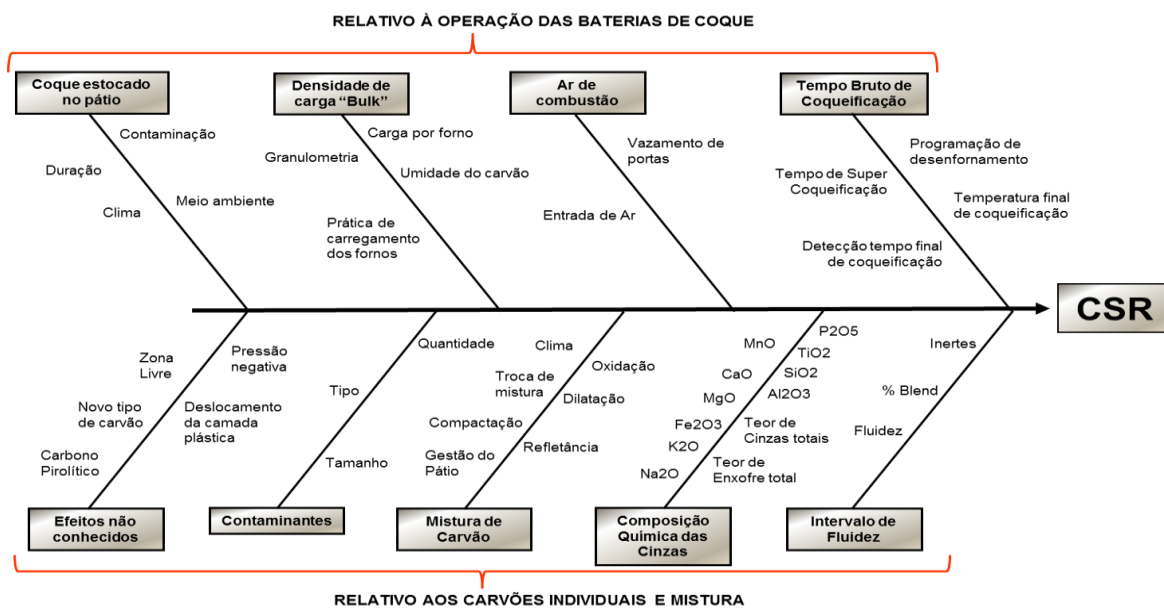 RELATIVO À OPERAÇÃO DAS BATERIAS DE COQUE
Coque estocado
no pátio
Densidade de
carga “Bulk”
Ar de
combustão
Tempo Bruto de
Coqueificação
Contaminação
Duração
Meio ambiente
Clima
Carga por forno
Granulometria
Umidade do carvão
Prática de
carregamento
dos fornos
Vazamento de
portas
Entrada de Ar
Programação de
desenfornamento
Tempo de Super
Coqueificação
Temperatura final
de coqueificação
Detecção tempo final
de coqueificação
CSR
Zona
Livre
Pressão
negativa
Novo tipo
de carvão
Deslocamento
da camada
plástica
Carbono
Pirolítico
Quantidade
Tipo
Tamanho
Clima
Oxidação
Troca de
mistura
Dilatação
Compactação
Refletância
Gestão do
Pátio
P2O5
MnO
TiO2
CaO
SiO2
MgO
Al2O3
Fe2O3
Teor de
Cinzas totais
K2O
Teor de
Enxofre total
Na2O
Inertes
% Blend
Fluidez
Efeitos não
conhecidos
Contaminantes
Mistura de
Carvão
Composição
Química das
Cinzas
Intervalo de
Fluidez
RELATIVO AOS CARVÕES INDIVIDUAIS E MISTURA